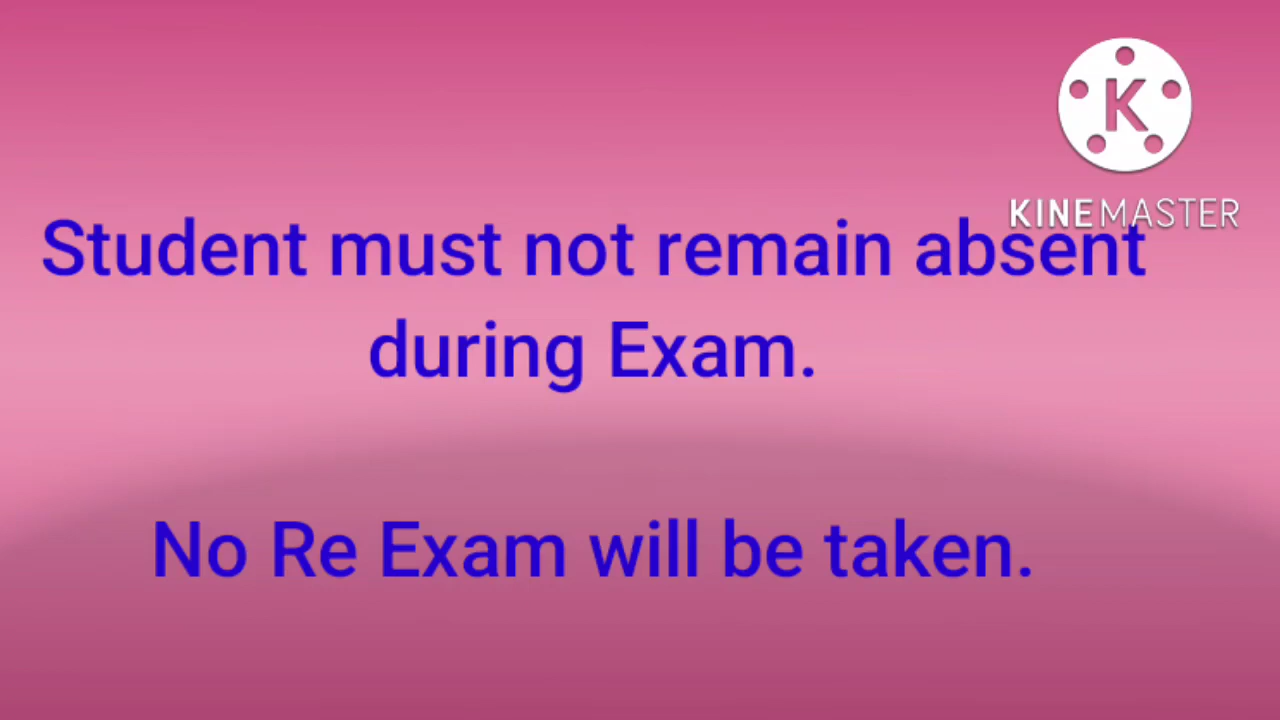 K
KINEMASTER
Student must not remain absent
during Exam.
No Re Exam will be taken.